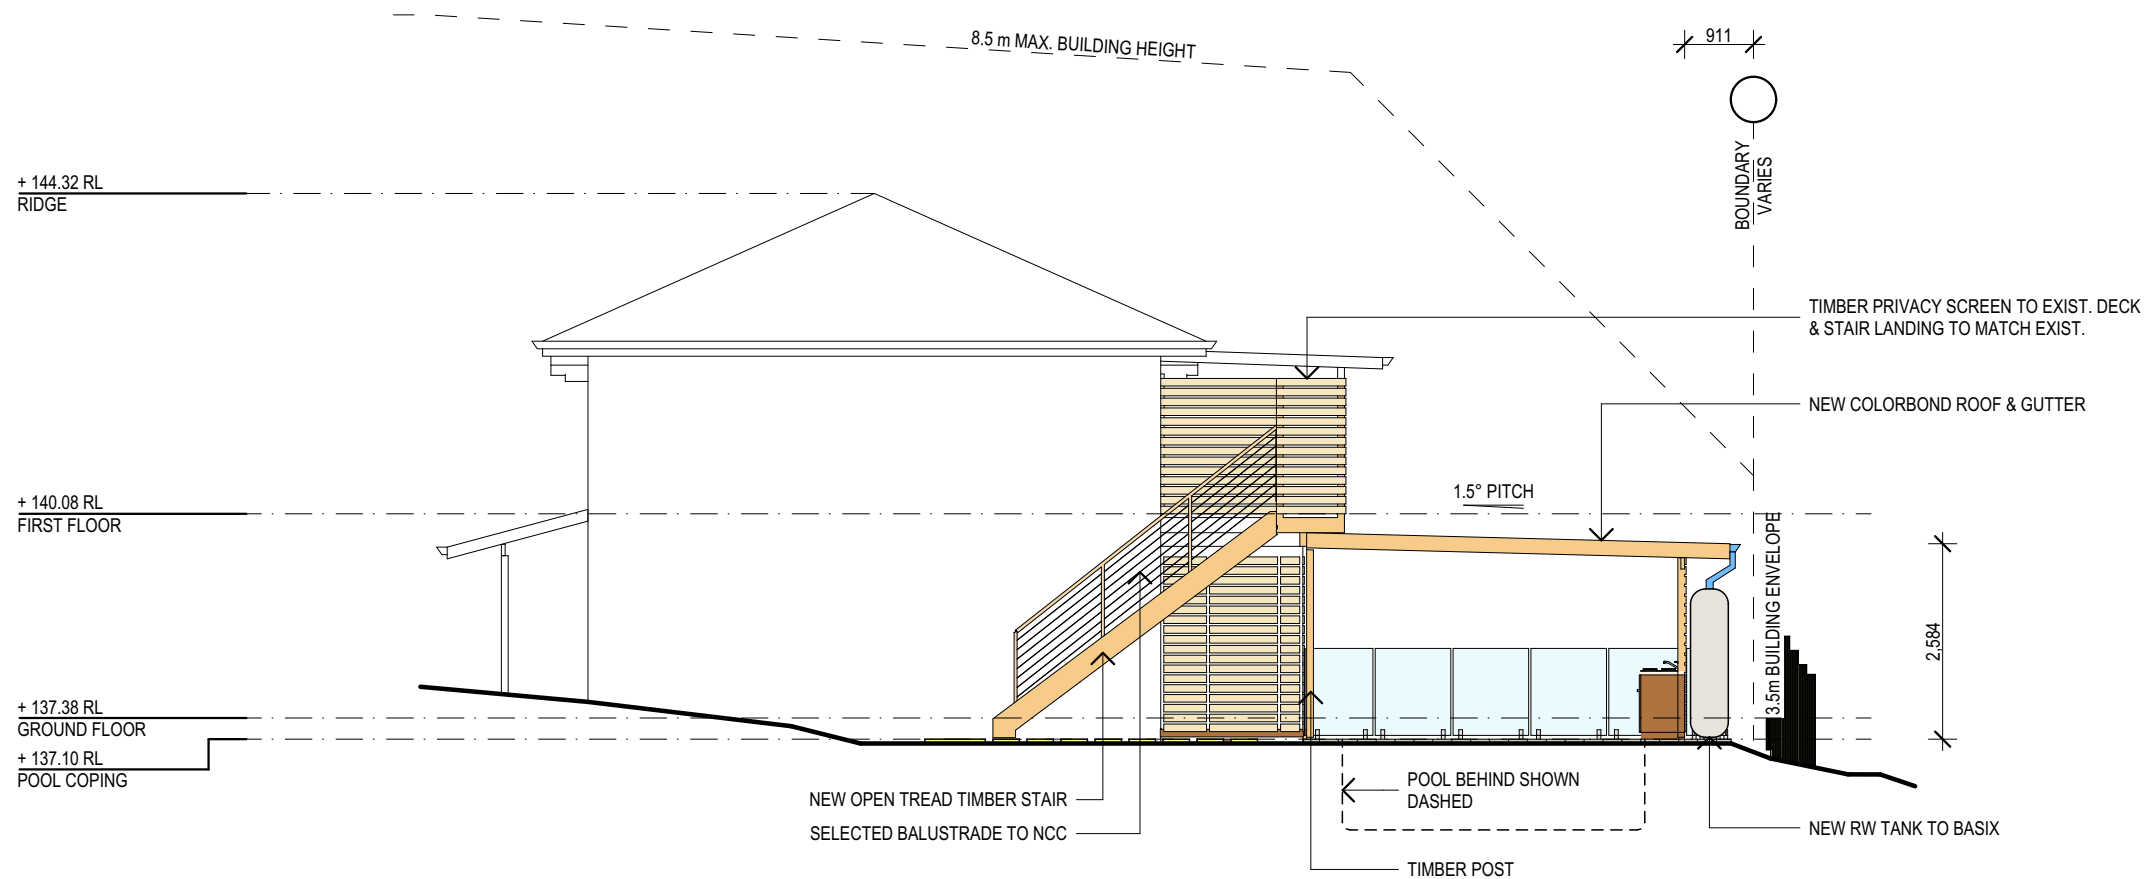 8.5 m MAX. BUILDING HEIGHT
911
BOUNDARY
VARIES
+ 144.32 RL
RIDGE
TIMBER PRIVACY SCREEN TO EXIST. DECK
& STAIR LANDING TO MATCH EXIST.
NEW COLORBOND ROOF & GUTTER
+ 140.08 RL
FIRST FLOOR
1.5° PITCH
3.5m BUILDING ENVELOPE
2,584
+ 137.38 RL
GROUND FLOOR
+ 137.10 RL
POOL COPING
NEW OPEN TREAD TIMBER STAIR
SELECTED BALUSTRADE TO NCC
POOL BEHIND SHOWN
DASHED
NEW RW TANK TO BASIX
TIMBER POST